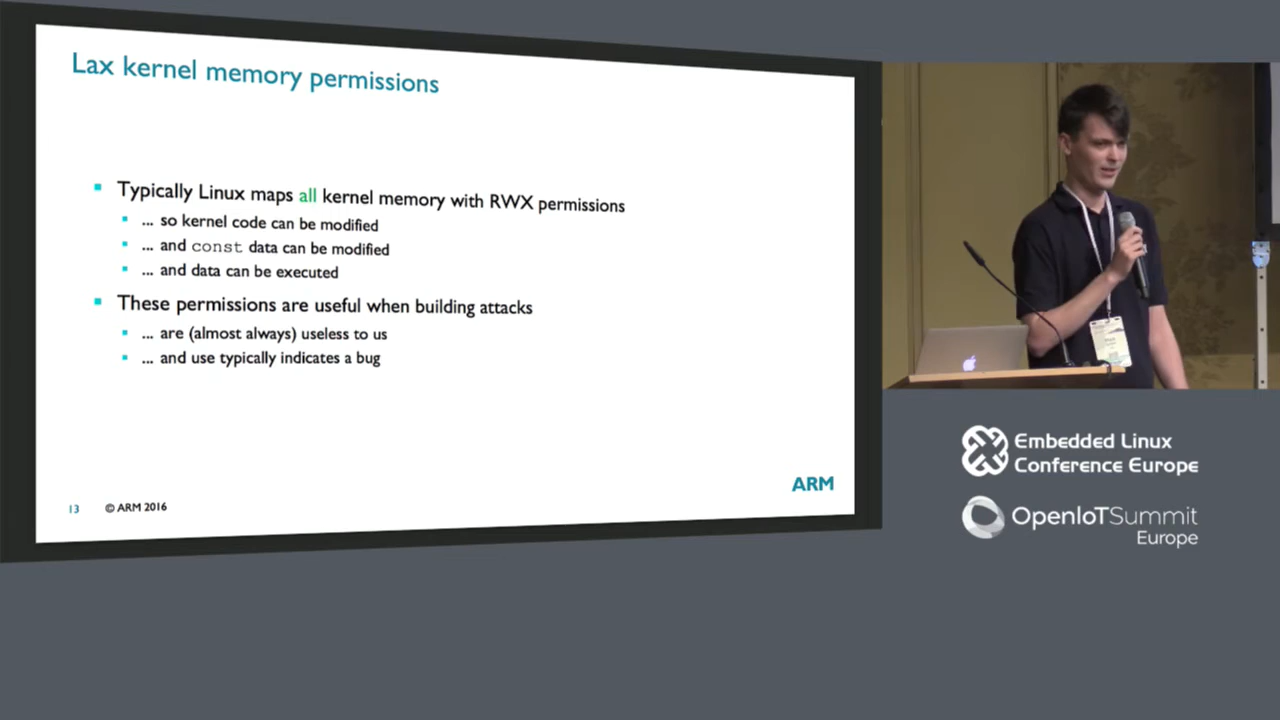 Lax kernel memory permissions
Typically Linux maps all kernel memory with RWX permissions
... so kernel code can be modified
... and const data can be modified
... and data can be executed
These permissions are useful when building attacks
... are (almost always) useless to us
... and use typically indicates a bug
ARM
13 © ARM 2016
Embedded Linux
Conference Europe
OpenIoTSummit
Europe